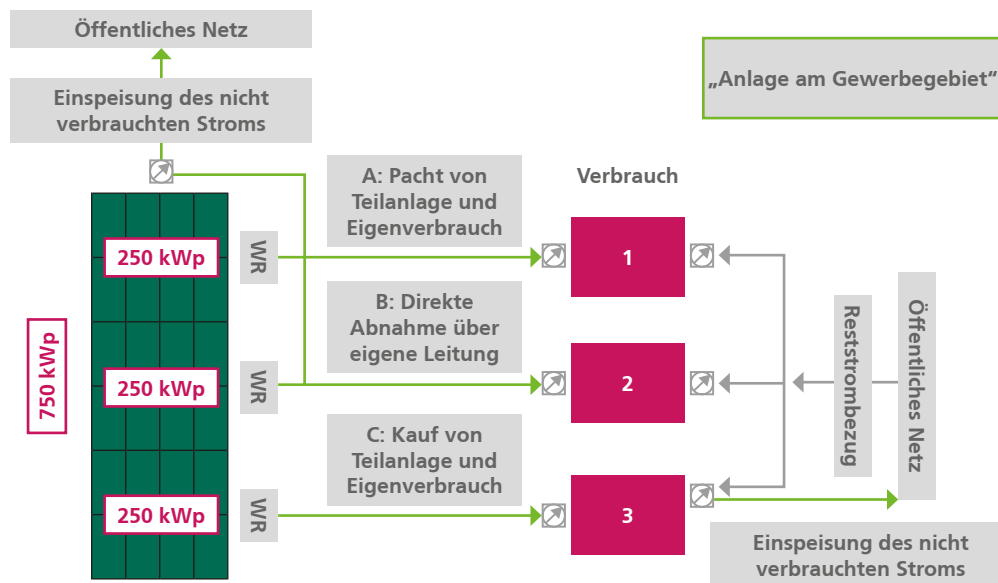 Öffentliches Netz
Einspeisung des nicht
verbrauchten Stroms
„Anlage am Gewerbegebiet“
A: Pacht von
Teilanlage und
Eigenverbrauch
Verbrauch
250 kWp
WR
1
B: Direkte
Abnahme über
eigene Leitung
750 kWp
250 kWp
WR
2
Reststrombezug
Öffentliches Netz
C: Kauf von
Teilanlage und
Eigenverbrauch
250 kWp
WR
3
Einspeisung des nicht
verbrauchten Stroms